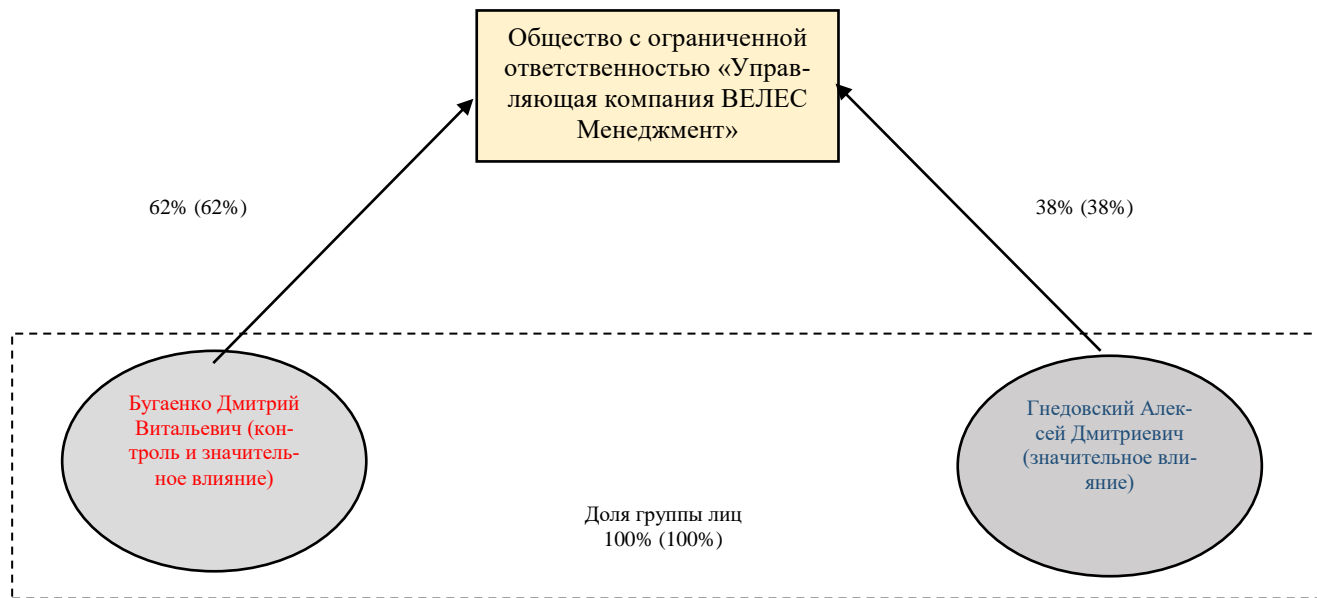 Общество с ограниченной
ответственностью «Управ-
ляющая компания ВЕЛЕС
Менеджмент»
62% (62%)
38% (38%)
Бугаенко Дмитрий
Витальевич (кон-
троль и значитель-
ное влияние)
Гнедовский Алек-
сей Дмитриевич
(значительное вли-
яние)
Доля группы лиц
100% (100%)